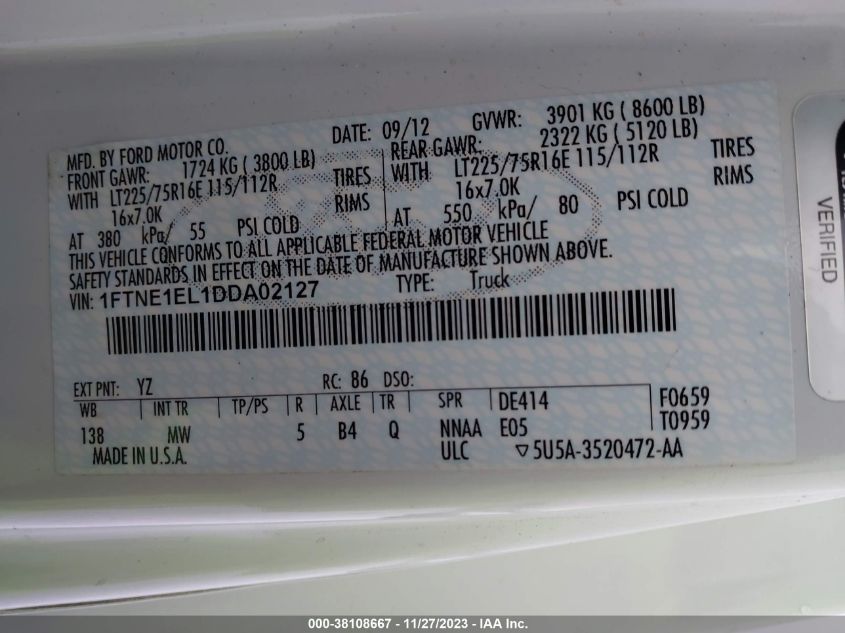 MFD. BY FORD MOTOR CO. DATE: 09/12 GVWR: 3901 KG ( 8600 LB)
FRONT GAWR: 1724 KG ( 3800 LB) REAR GAWR: 2322 KG ( 5120 LB)
WITH LT225/75R16E 115/112R TIRES WITH LT225/75R16E 115/112R TIRES
16x7.0K RIMS 16x7.0K RIMS
AT 380 kPa/ 55 PSI COLD AT 550 kPa/ 80 PSI COLD
THIS VEHICLE CONFORMS TO ALL APPLICABLE FEDERAL MOTOR VEHICLE
SAFETY STANDARDS IN EFFECT ON THE DATE OF MANUFACTURE SHOWN ABOVE.
VIN: 1FTNE1EL1DDA02127 TYPE: Truck
EXT PNT: YZ RC: 86 DSO:
WB INT TR TP/PS R AXLE TR SPR DE414 F0659
138 MW 5 B4 Q NNAA E05 T0959
MADE IN U.S.A. ULC ▽5U5A-3520472-AA
VERIFIED
000-38108667 - 11/27/2023 - IAA Inc.